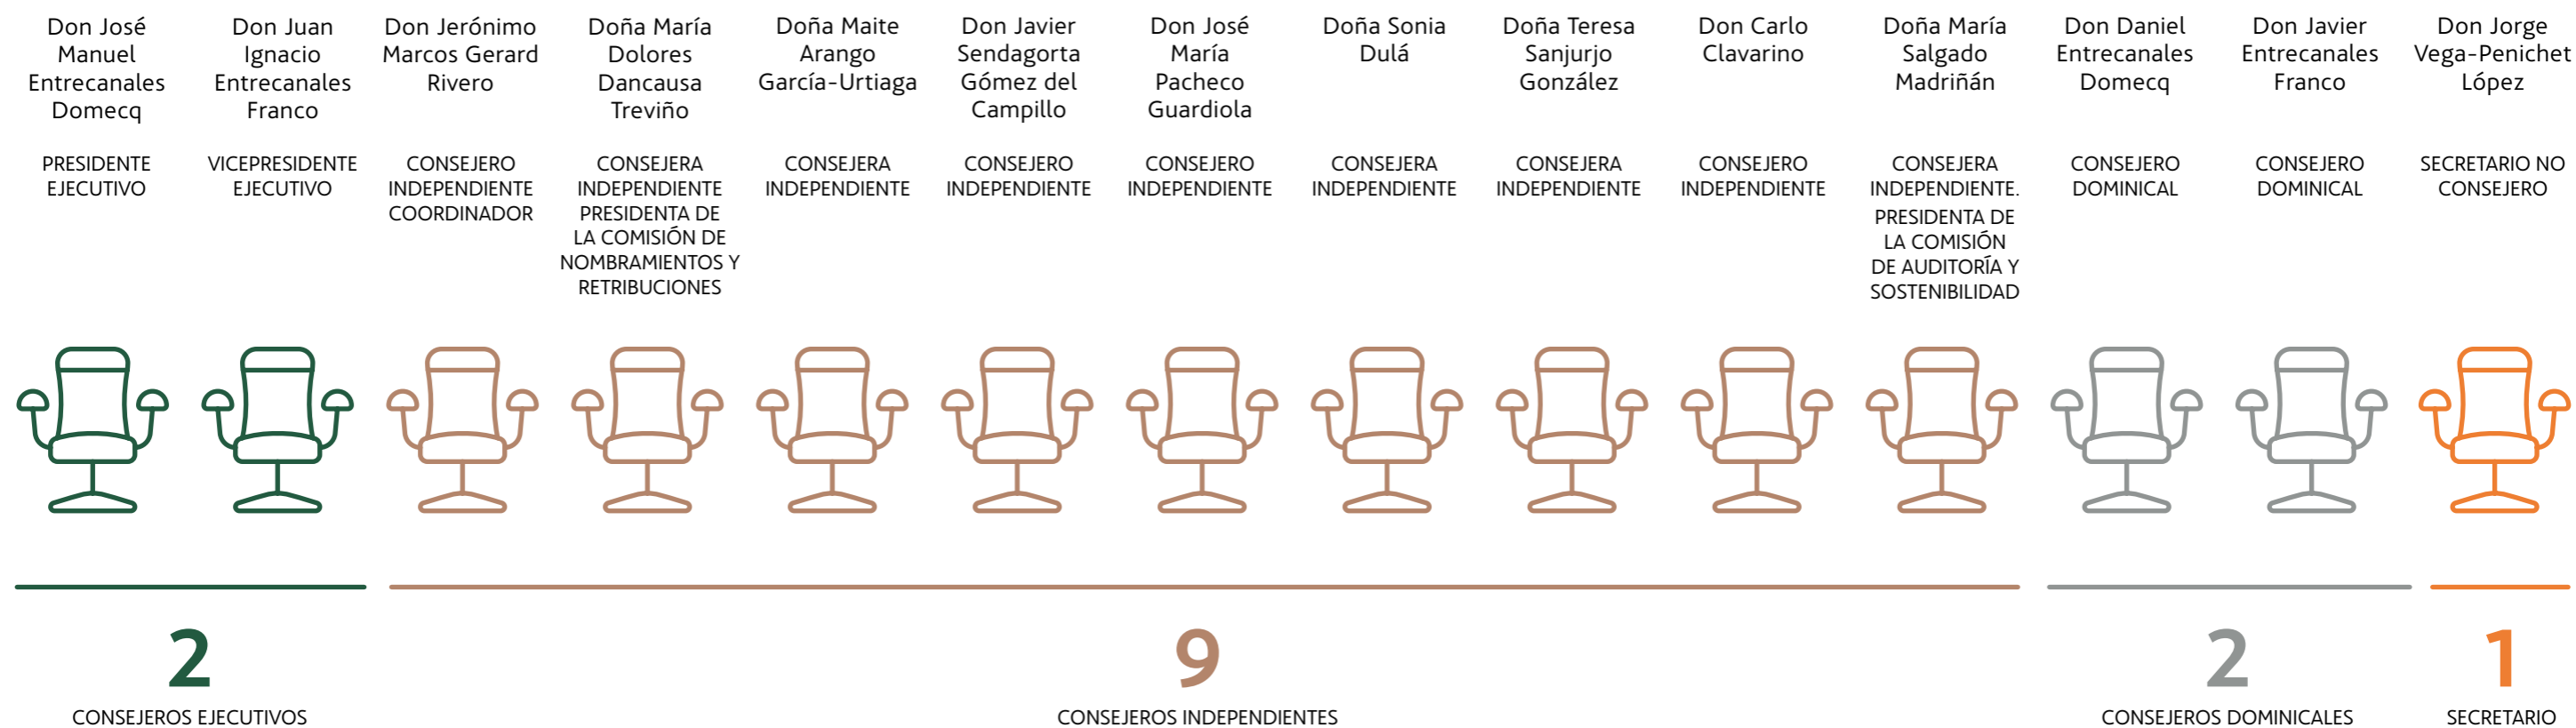 Don José
Manuel
Entrecanales
Domecq
PRESIDENTE
EJECUTIVO
Don Juan
Ignacio
Entrecanales
Franco
VICEPRESIDENTE
EJECUTIVO
Don Jerónimo
Marcos Gerard
Rivero
CONSEJERO
INDEPENDIENTE
COORDINADOR
Doña María
Dolores
Dancausa
Treviño
CONSEJERA
INDEPENDIENTE
PRESIDENTA DE
LA COMISIÓN DE
NOMBRAMIENTOS Y
RETRIBUCIONES
Doña Maite
Arango
García-Urtiaga
CONSEJERA
INDEPENDIENTE
Don Javier
Sendagorta
Gómez del
Campillo
CONSEJERO
INDEPENDIENTE
Don José
María
Pacheco
Guardiola
CONSEJERO
INDEPENDIENTE
Doña Sonia
Dulá
CONSEJERA
INDEPENDIENTE
Doña Teresa
Sanjurjo
González
CONSEJERA
INDEPENDIENTE
Don Carlo
Clavarino
CONSEJERO
INDEPENDIENTE
Doña María
Salgado
Madriñán
CONSEJERA
INDEPENDIENTE.
PRESIDENTA DE
LA COMISIÓN
DE AUDITORÍA Y
SOSTENIBILIDAD
Don Daniel
Entrecanales
Domecq
CONSEJERO
DOMINICAL
Don Javier
Entrecanales
Franco
CONSEJERO
DOMINICAL
Don Jorge
Vega-Penichet
López
SECRETARIO NO
CONSEJERO
2
CONSEJEROS EJECUTIVOS
9
CONSEJEROS INDEPENDIENTES
2
CONSEJEROS DOMINICALES
1
SECRETARIO